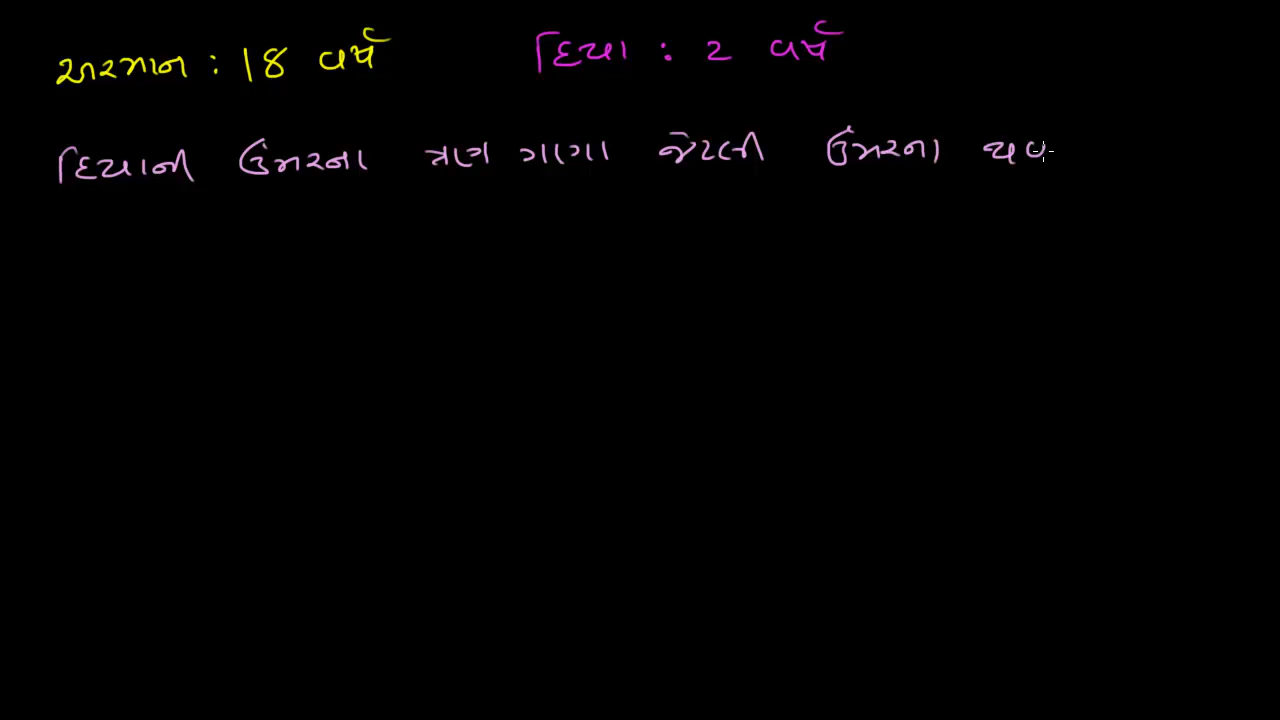 અરમાન : 18 વર્ષ દિયા : 2 વર્ષ
દિયાની ઉંમરના ત્રણ ગણા જેટલી ઉંમરના